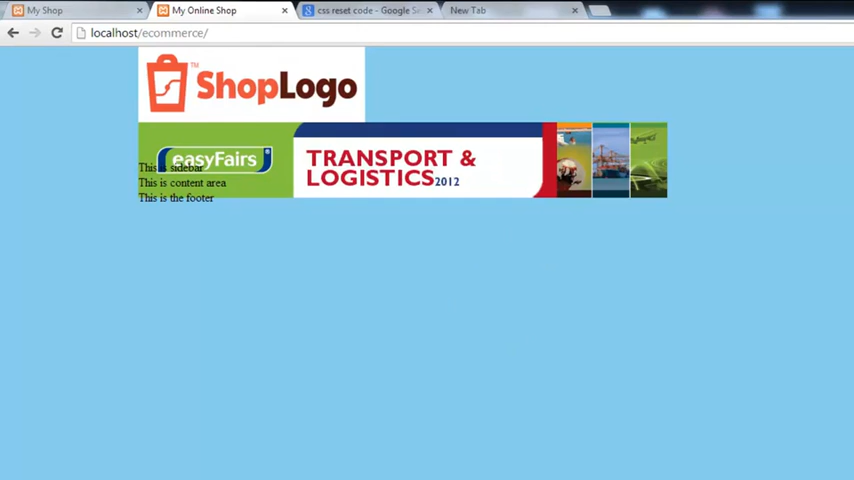 My Shop
My Online Shop
css reset code - Google Se
New Tab
localhost/ecommerce/
ShopLogo
TM
easyFairs
®
TRANSPORT &
LOGISTICS2012
This is sidebar
This is content area
This is the footer